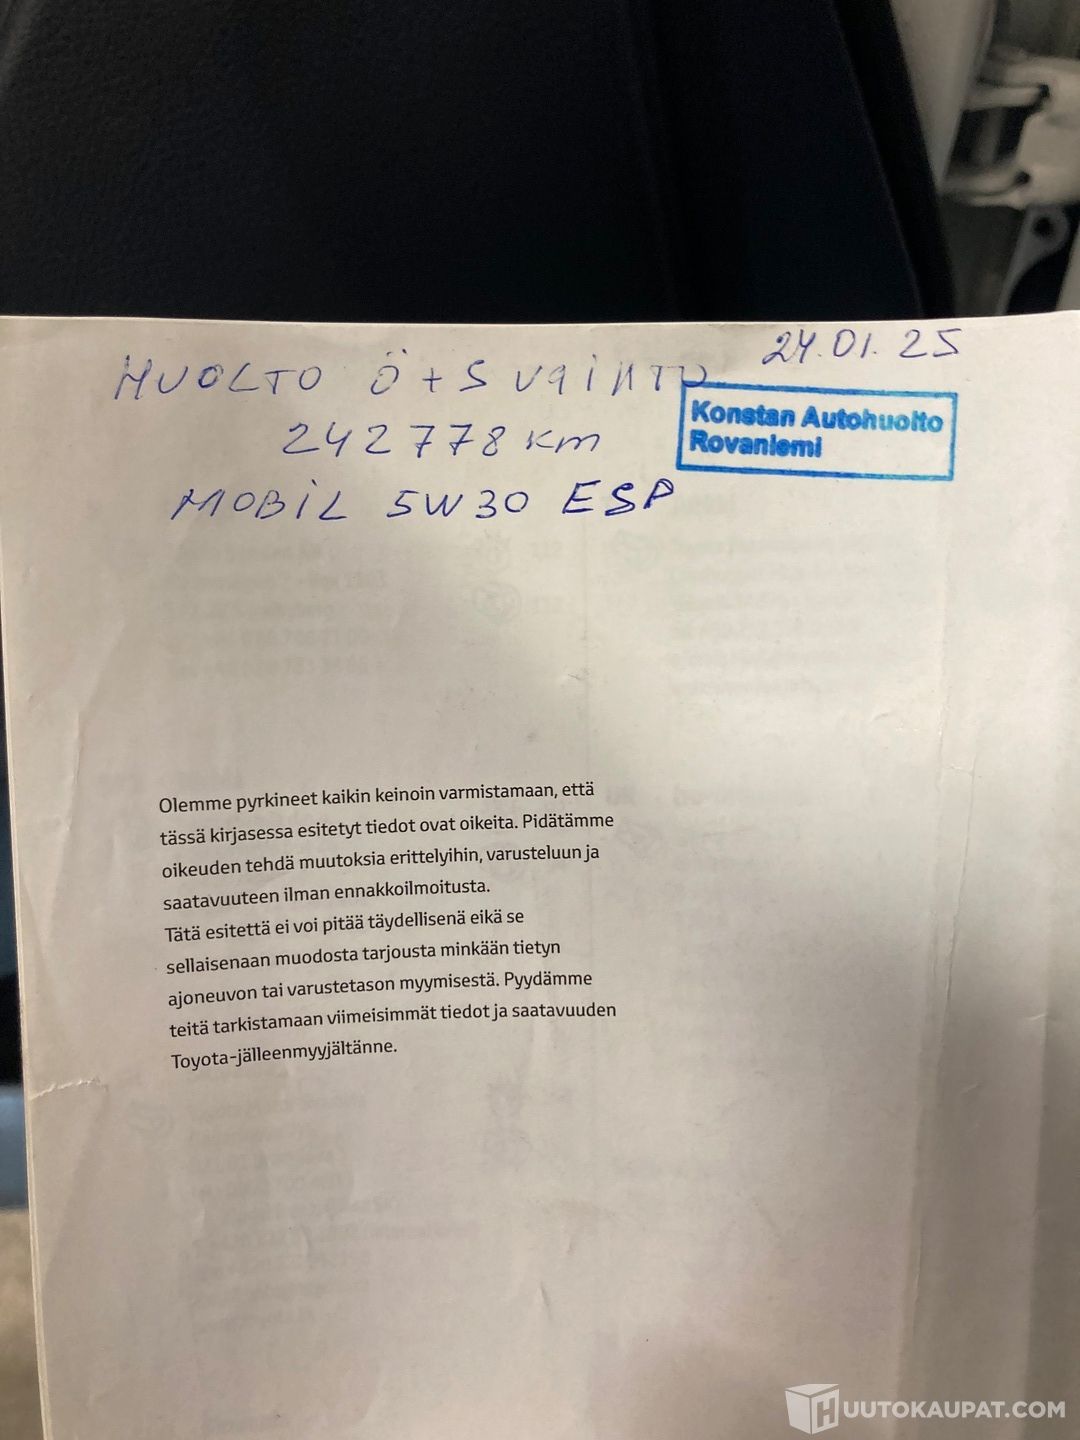 24.01.25
HUOLTO Ö+S VAIHTO
Konstan Autohuolto
Rovaniemi
242778 km
MOBIL 5W30 ESP
Olemme pyrkineet kaikin keinoin varmistamaan, että
tässä kirjasessa esitetyt tiedot ovat oikeita. Pidätämme
oikeuden tehdä muutoksia erittelyihin, varusteluun ja
saatavuuteen ilman ennakkoilmoitusta.
Tätä esitettä ei voi pitää täydellisenä eikä se
sellaisenaan muodosta tarjousta minkään tietyn
ajoneuvon tai varustetason myymisestä. Pyydämme
teitä tarkistamaan viimeisimmät tiedot ja saatavuuden
Toyota-jälleenmyyjältänne.
HUUTOKAUPAT.COM